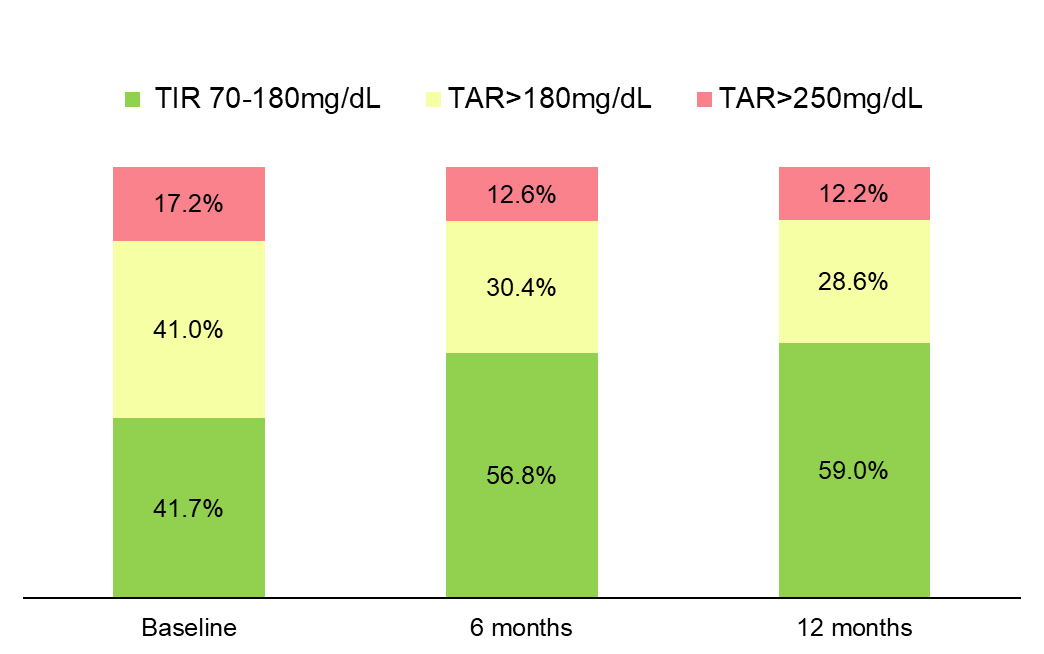 TIR 70-180mg/dL TAR>180mg/dL TAR>250mg/dL
17.2% 12.6% 12.2%
41.0% 30.4% 28.6%
41.7% 56.8% 59.0%
Baseline 6 months 12 months